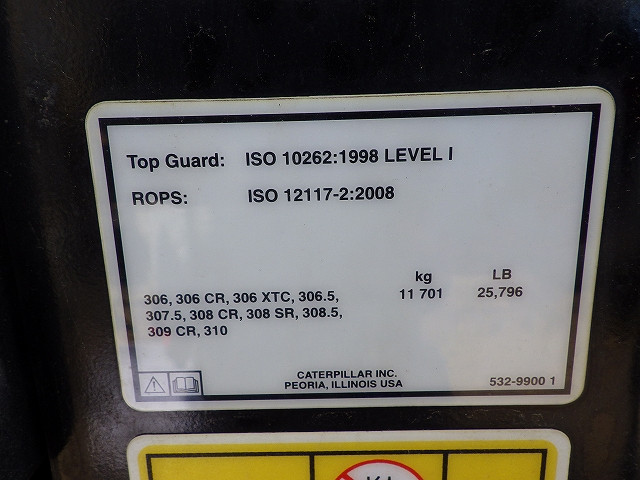 Top Guard: ISO 10262:1998 LEVEL I
ROPS: ISO 12117-2:2008
kg LB
306, 306 CR, 306 XTC, 306.5, 11 701 25,796
307.5, 308 CR, 308 SR, 308.5,
309 CR, 310
CATERPILLAR INC.
PEORIA, ILLINOIS USA
532-9900 1